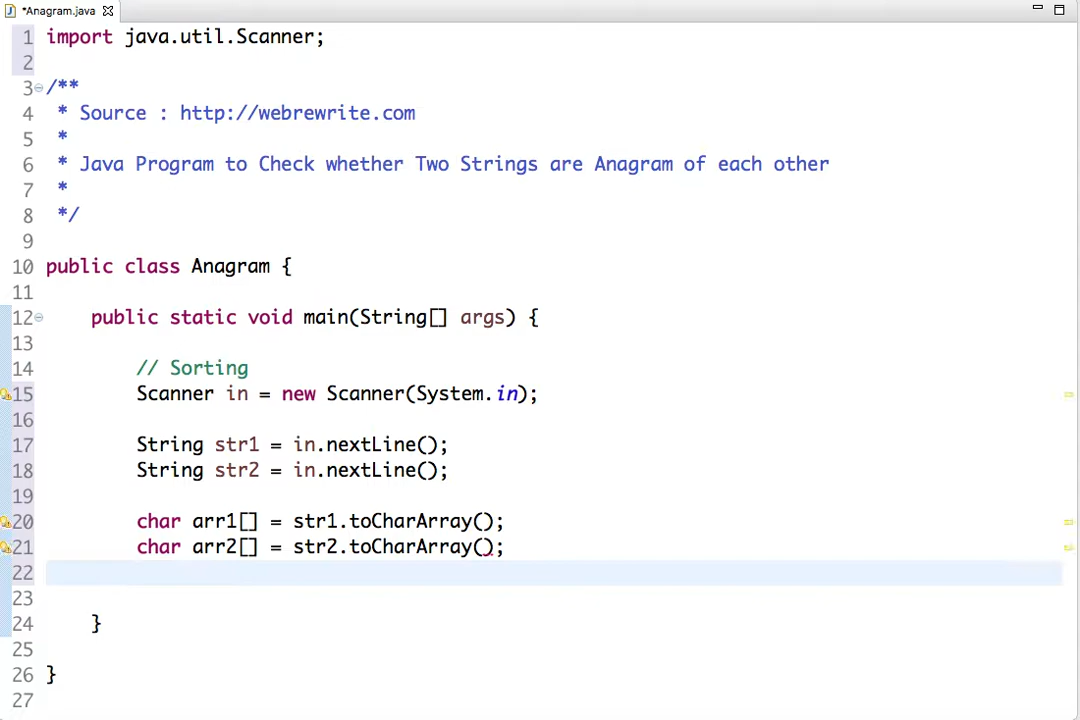 *Anagram.java
1 import java.util.Scanner;
2
3 /**
4  * Source : http://webrewrite.com
5  *
6  * Java Program to Check whether Two Strings are Anagram of each other
7  *
8  */
9
10 public class Anagram {
11
12     public static void main(String[] args) {
13
14         // Sorting
15         Scanner in = new Scanner(System.in);
16
17         String str1 = in.nextLine();
18         String str2 = in.nextLine();
19
20         char arr1[] = str1.toCharArray();
21         char arr2[] = str2.toCharArray();
22
23
24     }
25
26 }
27